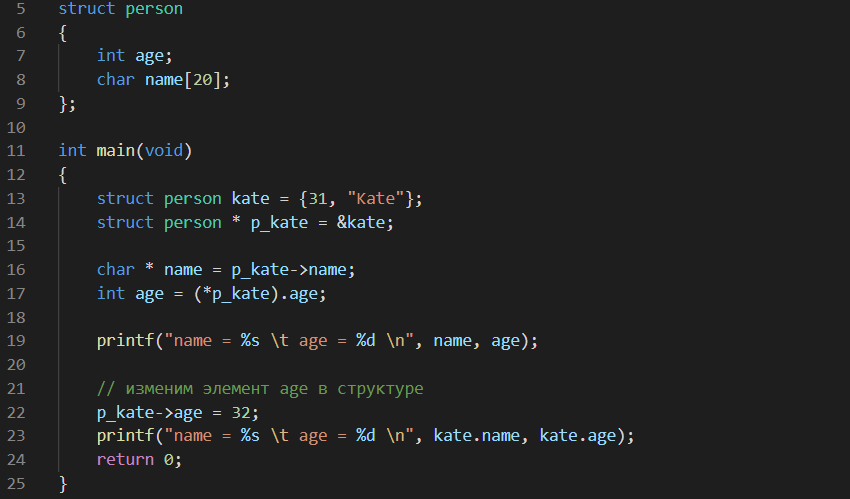 5 struct person
6 {
7     int age;
8     char name[20];
9 };
10
11 int main(void)
12 {
13     struct person kate = {31, "Kate"};
14     struct person * p_kate = &kate;
15
16     char * name = p_kate->name;
17     int age = (*p_kate).age;
18
19     printf("name = %s \t age = %d \n", name, age);
20
21     // изменим элемент age в структуре
22     p_kate->age = 32;
23     printf("name = %s \t age = %d \n", kate.name, kate.age);
24     return 0;
25 }